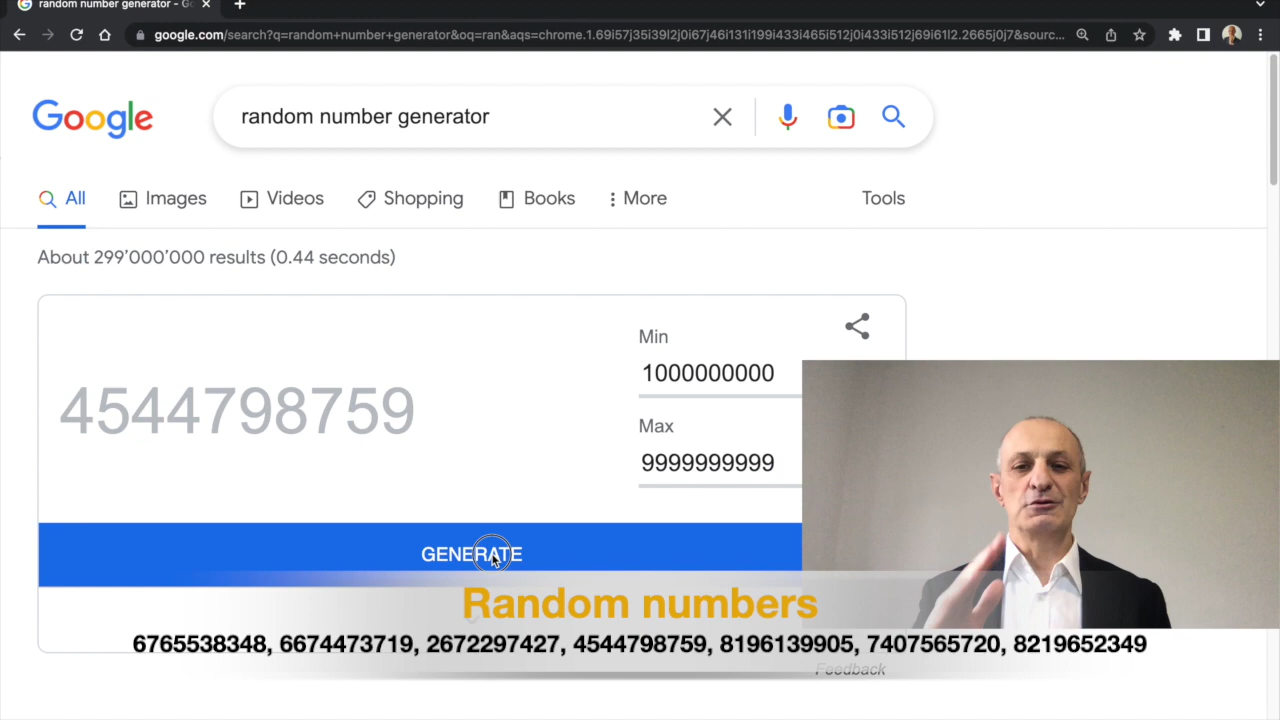 random number generator - Go
google.com/search?q=random+number+generator&oq=ran&aqs=chrome.1.69i57j35i39l2j0i67j46i131i199i433i465i512j0i433i512j69i61l2.2665j0j7&sourc...
Google
random number generator
All Images Videos Shopping Books More Tools
About 299'000'000 results (0.44 seconds)
Min
1000000000
4544798759
Max
9999999999
GENERATE
Random numbers
6765538348, 6674473719, 2672297427, 4544798759, 8196139905, 7407565720, 8219652349
Feedback